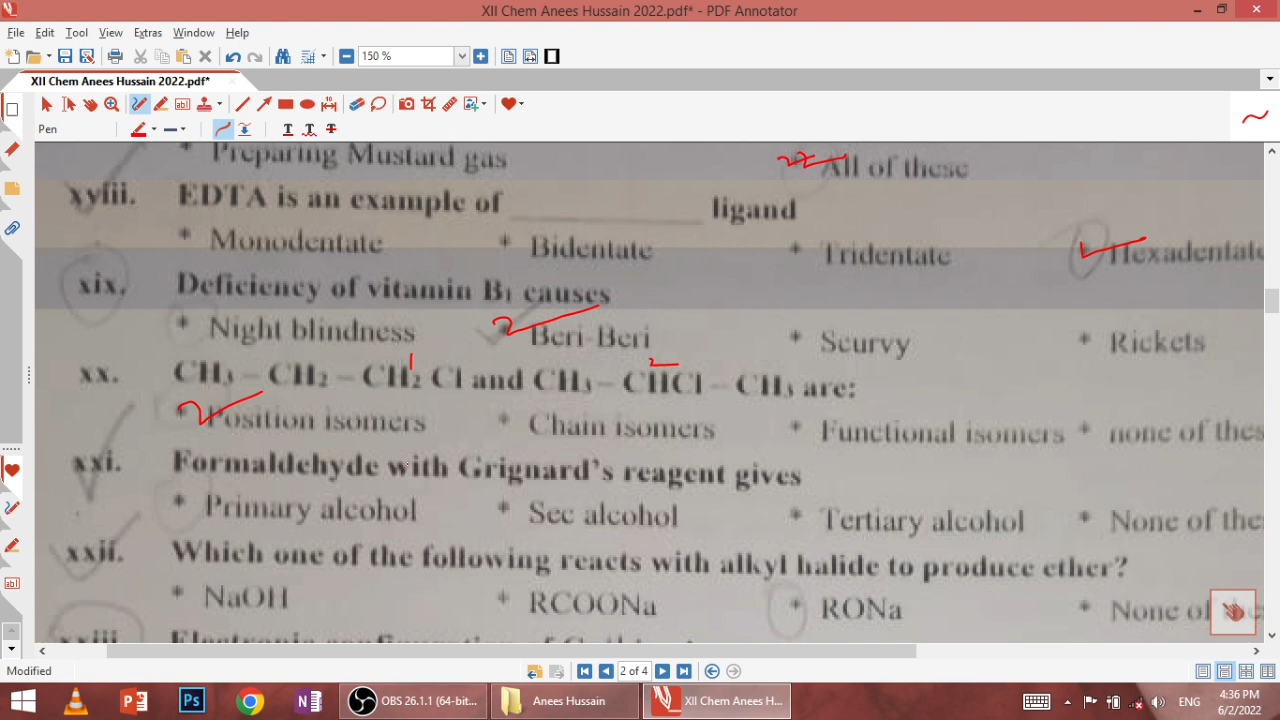 XII Chem Anees Hussain 2022.pdf* - PDF Annotator
File Edit Tool View Extras Window Help
150 %
XII Chem Anees Hussain 2022.pdf*
Pen
* Preparing Mustard gas * All of these
xviii. EDTA is an example of ____________ ligand
* Monodentate * Bidentate * Tridentate * Hexadentate
xix. Deficiency of vitamin B₁ causes
* Night blindness * Beri-Beri * Scurvy * Rickets
1 2
xx. CH₃ – CH₂ – CH₂ Cl and CH₃ – CHCl – CH₃ are:
* Position isomers * Chain isomers * Functional isomers * none of thes
xxi. Formaldehyde with Grignard's reagent gives
* Primary alcohol * Sec alcohol * Tertiary alcohol * None of the
xxii. Which one of the following reacts with alkyl halide to produce ether?
* NaOH * RCOONa * RONa * None of the
xxiii.
Modified 2 of 4
OBS 26.1.1 (64-bit... Anees Hussain XII Chem Anees H... ENG 4:36 PM
6/2/2022